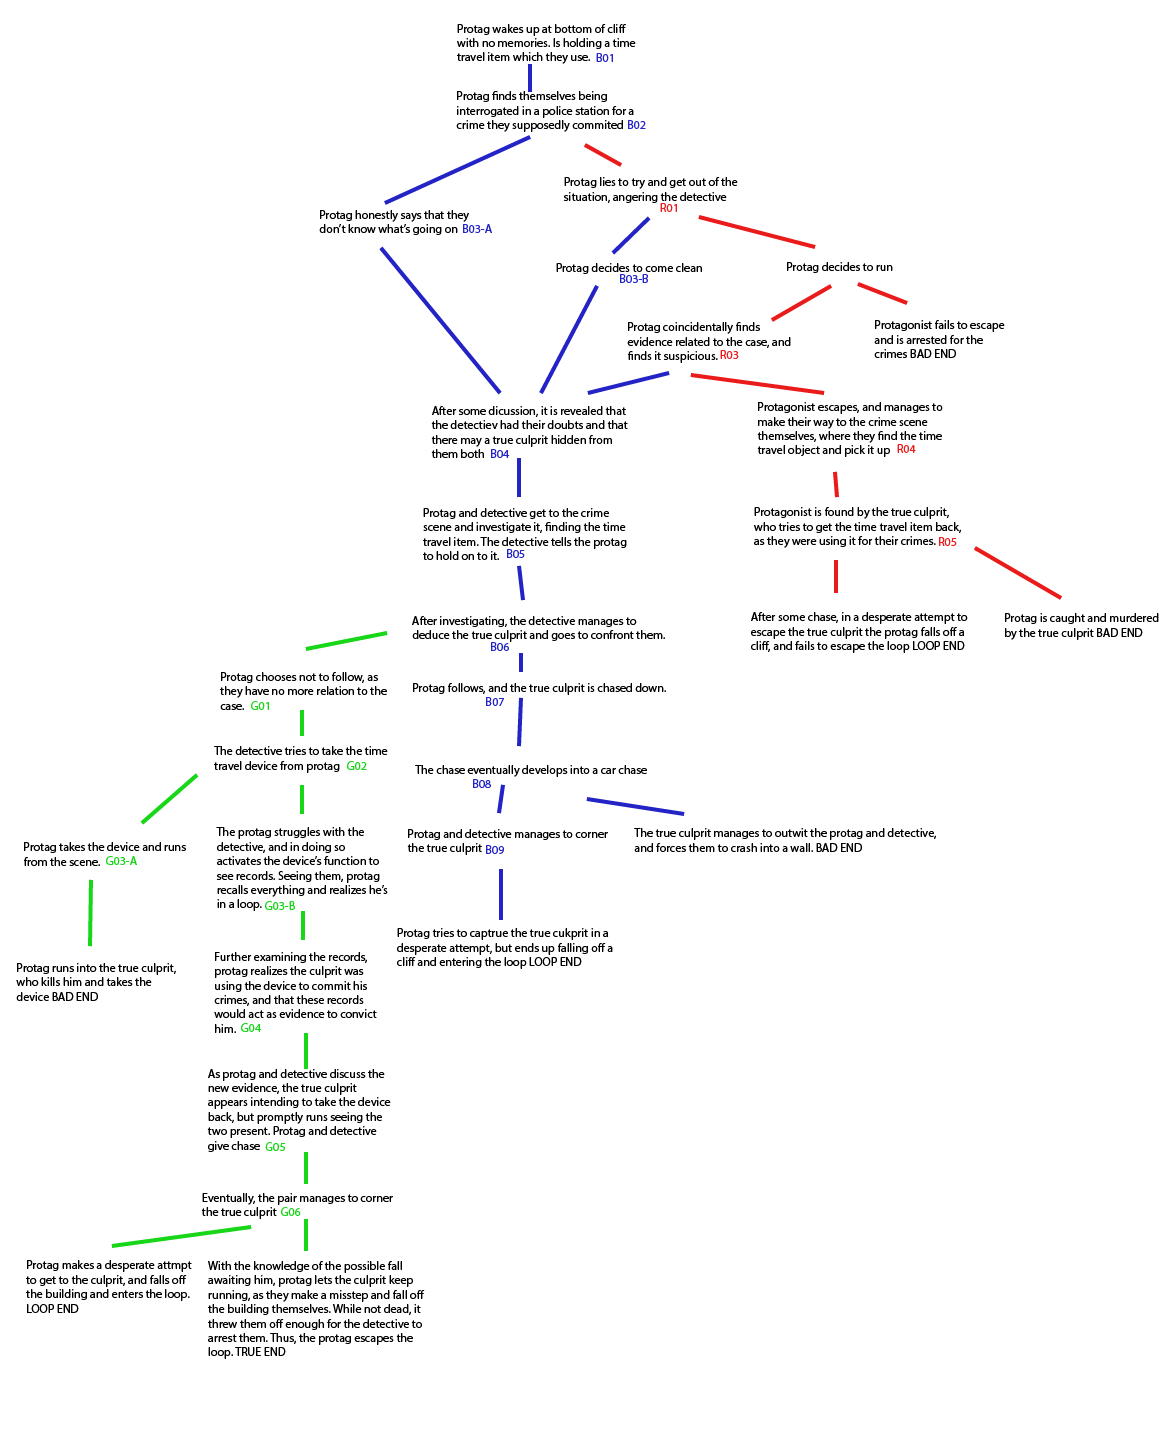 Protag wakes up at bottom of cliff
with no memories. Is holding a time
travel item which they use. B01
Protag finds themselves being
interrogated in a police station for a
crime they supposedly commited B02
Protag lies to try and get out of the
situation, angering the detective
R01
Protag honestly says that they
don't know what's going on B03-A
Protag decides to come clean
B03-B
Protag decides to run
Protag coincidentally finds
evidence related to the case, and
finds it suspicious. R03
Protagonist fails to escape
and is arrested for the
crimes BAD END
After some dicussion, it is revealed that
the detectiev had their doubts and that
there may a true culprit hidden from
them both B04
Protagonist escapes, and manages to
make their way to the crime scene
themselves, where they find the time
travel object and pick it up R04
Protag and detective get to the crime
scene and investigate it, finding the time
travel item. The detective tells the protag
to hold on to it. B05
Protagonist is found by the true culprit,
who tries to get the time travel item back,
as they were using it for their crimes. R05
After investigating, the detective manages to
deduce the true culprit and goes to confront them.
B06
After some chase, in a desperate attempt to
escape the true culprit the protag falls off a
cliff, and fails to escape the loop LOOP END
Protag is caught and murdered
by the true culprit BAD END
Protag chooses not to follow, as
they have no more relation to the
case. G01
Protag follows, and the true culprit is chased down.
B07
The detective tries to take the time
travel device from protag G02
The chase eventually develops into a car chase
B08
Protag takes the device and runs
from the scene. G03-A
The protag struggles with the
detective, and in doing so
activates the device's function to
see records. Seeing them, protag
recalls everything and realizes he's
in a loop. G03-B
Protag and detective manages to corner
the true culprit B09
The true culprit manages to outwit the protag and detective,
and forces them to crash into a wall. BAD END
Protag tries to captrue the true cukprit in a
desperate attempt, but ends up falling off a
cliff and entering the loop LOOP END
Protag runs into the true culprit,
who kills him and takes the
device BAD END
Further examining the records,
protag realizes the culprit was
using the device to commit his
crimes, and that these records
would act as evidence to convict
him. G04
As protag and detective discuss the
new evidence, the true culprit
appears intending to take the device
back, but promptly runs seeing the
two present. Protag and detective
give chase G05
Eventually, the pair manages to corner
the true culprit G06
Protag makes a desperate attmpt
to get to the culprit, and falls off
the building and enters the loop.
LOOP END
With the knowledge of the possible fall
awaiting him, protag lets the culprit keep
running, as they make a misstep and fall off
the building themselves. While not dead, it
threw them off enough for the detective to
arrest them. Thus, the protag escapes the
loop. TRUE END